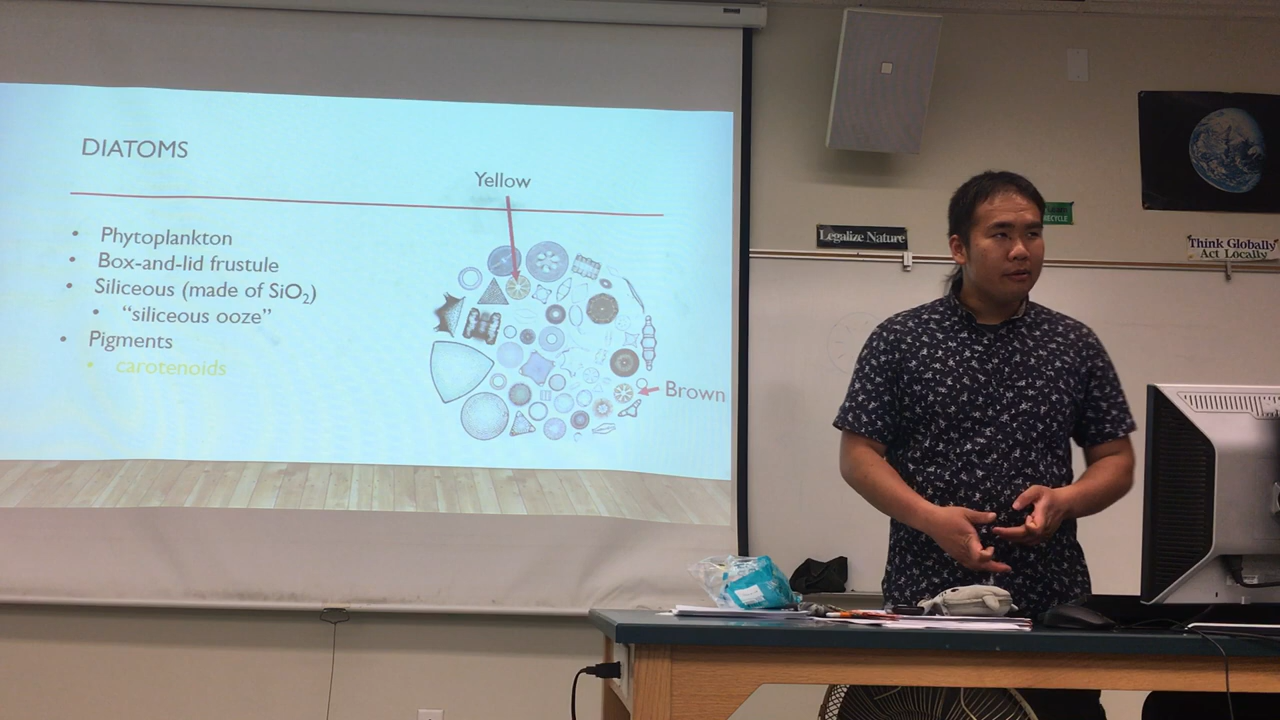 DIATOMS
Yellow
• Phytoplankton
• Box-and-lid frustule
• Siliceous (made of SiO₂)
• “siliceous ooze”
• Pigments
• carotenoids
Brown
Legalize Nature
RECYCLE
Think Globally
Act Locally